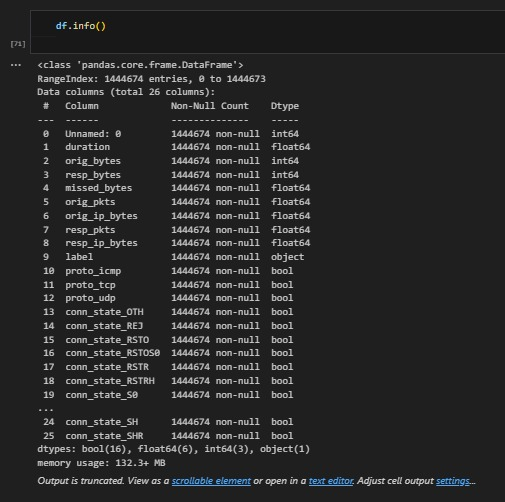 df.info()
[71]
... <class 'pandas.core.frame.DataFrame'>
RangeIndex: 1444674 entries, 0 to 1444673
Data columns (total 26 columns):
 #   Column           Non-Null Count    Dtype
---  ------           --------------    -----
 0   Unnamed: 0       1444674 non-null  int64
 1   duration         1444674 non-null  float64
 2   orig_bytes       1444674 non-null  int64
 3   resp_bytes       1444674 non-null  int64
 4   missed_bytes     1444674 non-null  float64
 5   orig_pkts        1444674 non-null  float64
 6   orig_ip_bytes    1444674 non-null  float64
 7   resp_pkts        1444674 non-null  float64
 8   resp_ip_bytes    1444674 non-null  float64
 9   label            1444674 non-null  object
 10  proto_icmp       1444674 non-null  bool
 11  proto_tcp        1444674 non-null  bool
 12  proto_udp        1444674 non-null  bool
 13  conn_state_OTH   1444674 non-null  bool
 14  conn_state_REJ   1444674 non-null  bool
 15  conn_state_RSTO  1444674 non-null  bool
 16  conn_state_RSTOS0  1444674 non-null  bool
 17  conn_state_RSTR  1444674 non-null  bool
 18  conn_state_RSTRH  1444674 non-null  bool
 19  conn_state_S0    1444674 non-null  bool
...
 24  conn_state_SH    1444674 non-null  bool
 25  conn_state_SHR   1444674 non-null  bool
dtypes: bool(16), float64(6), int64(3), object(1)
memory usage: 132.3+ MB
Output is truncated. View as a scrollable element or open in a text editor. Adjust cell output settings...